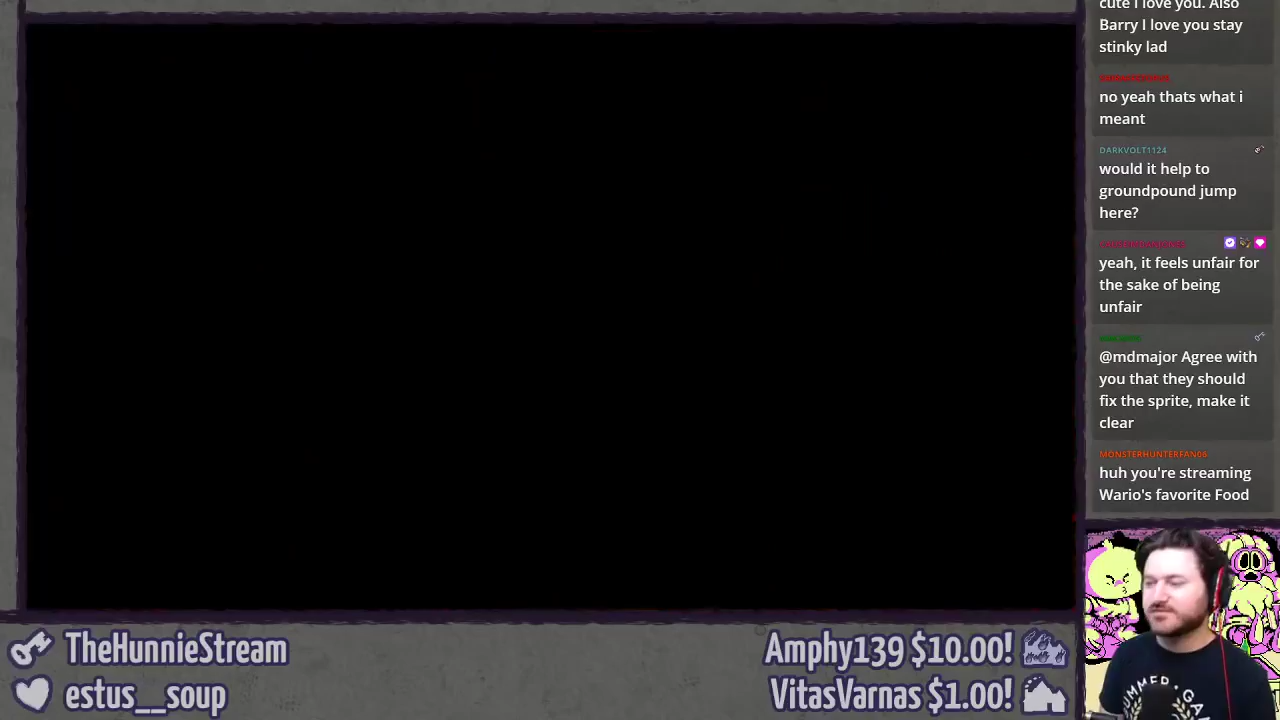 cute I love you. Also
Barry I love you stay
stinky lad
no yeah thats what i
meant
DARKVOLT1124
would it help to
groundpound jump
here?
yeah, it feels unfair for
the sake of being
unfair
@mdmajor Agree with
you that they should
fix the sprite, make it
clear
MONSTERHUNTERFAN06
huh you're streaming
Wario's favorite Food
TheHunnieStream
estus__soup
Amphy139 $10.00!
VitasVarnas $1.00!